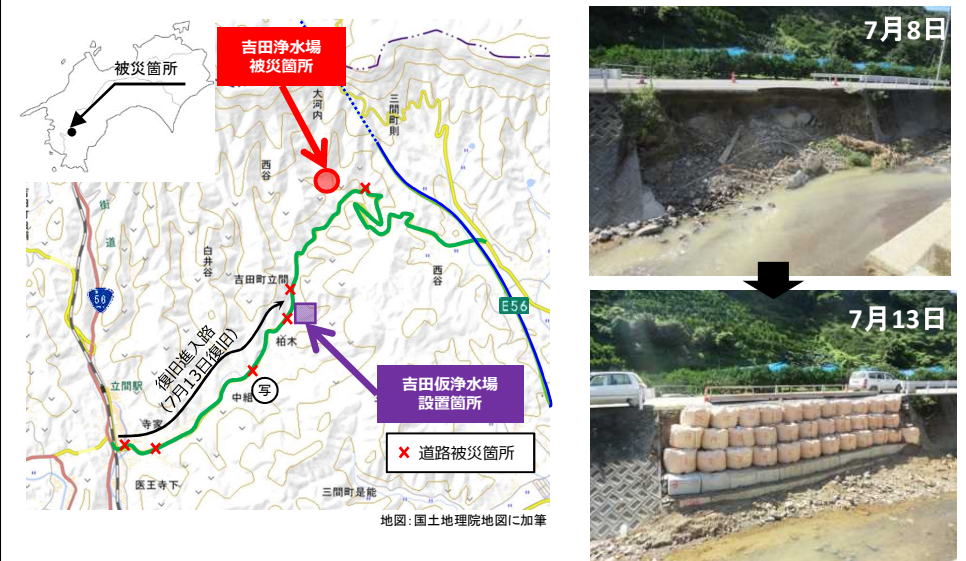 被災箇所
吉田浄水場
被災箇所
大河内
三間町則
西谷
街道
白井谷
56
吉田町立間
西谷
E56
柏木
復旧進入路
(7月13日復旧)
立間駅
中組
写
寺家
吉田仮浄水場
設置箇所
× 道路被災箇所
医王寺下
三間町是能
地図:国土地理院地図に加筆
7月8日
7月13日